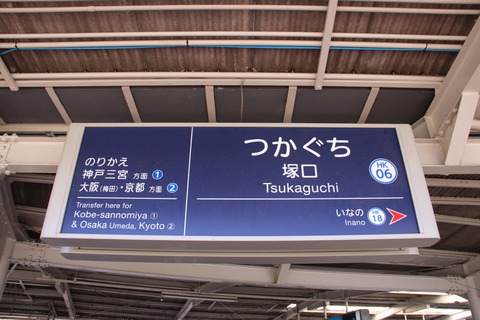 のりかえ
神戸三宮 方面 1
大阪(梅田)・京都 方面 2
Transfer here for
Kobe-sannomiya ①
& Osaka Umeda, Kyoto ②
つかぐち
塚口
Tsukaguchi
HK
06
いなの
Inano
HK
18